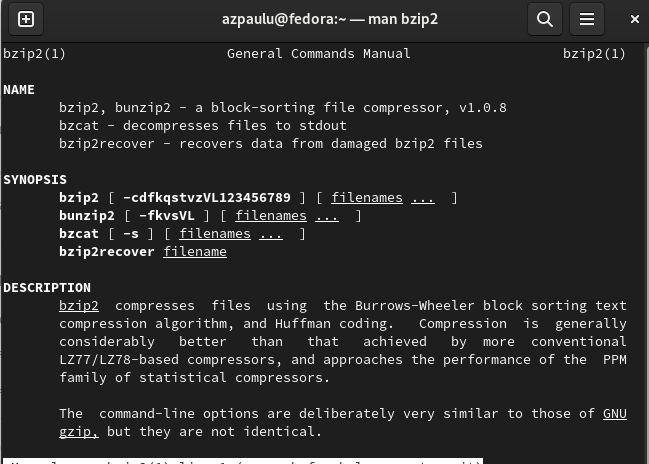 azpaulu@fedora:~ — man bzip2
bzip2(1) General Commands Manual bzip2(1)
NAME
bzip2, bunzip2 - a block-sorting file compressor, v1.0.8
bzcat - decompresses files to stdout
bzip2recover - recovers data from damaged bzip2 files
SYNOPSIS
bzip2 [ -cdfkqstvzVL123456789 ] [ filenames ... ]
bunzip2 [ -fkvsVL ] [ filenames ... ]
bzcat [ -s ] [ filenames ... ]
bzip2recover filename
DESCRIPTION
bzip2 compresses files using the Burrows-Wheeler block sorting text
compression algorithm, and Huffman coding. Compression is generally
considerably better than that achieved by more conventional
LZ77/LZ78-based compressors, and approaches the performance of the PPM
family of statistical compressors.
The command-line options are deliberately very similar to those of GNU
gzip, but they are not identical.